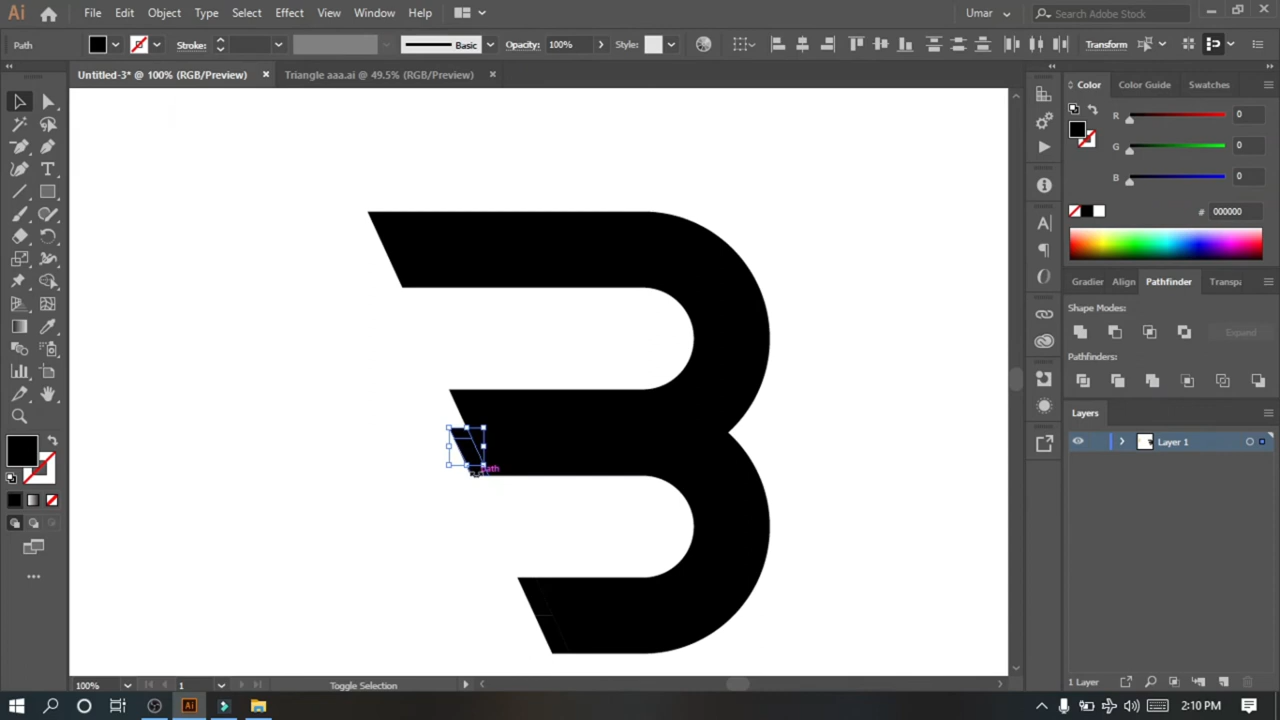 Ai File Edit Object Type Select Effect View Window Help Umar Search Adobe Stock
Path Stroke: Basic Opacity: 100% Style: Transform
Untitled-3* @ 100% (RGB/Preview) × Triangle aaa.ai @ 49.5% (RGB/Preview) ×
Color Color Guide Swatches
R 0
G 0
B 0
# 000000
Gradier Align Pathfinder Transpa
Shape Modes:
Expand
Pathfinders:
Layers
Layer 1
path
1 Layer
100% 1 Toggle Selection
Ai 2:10 PM